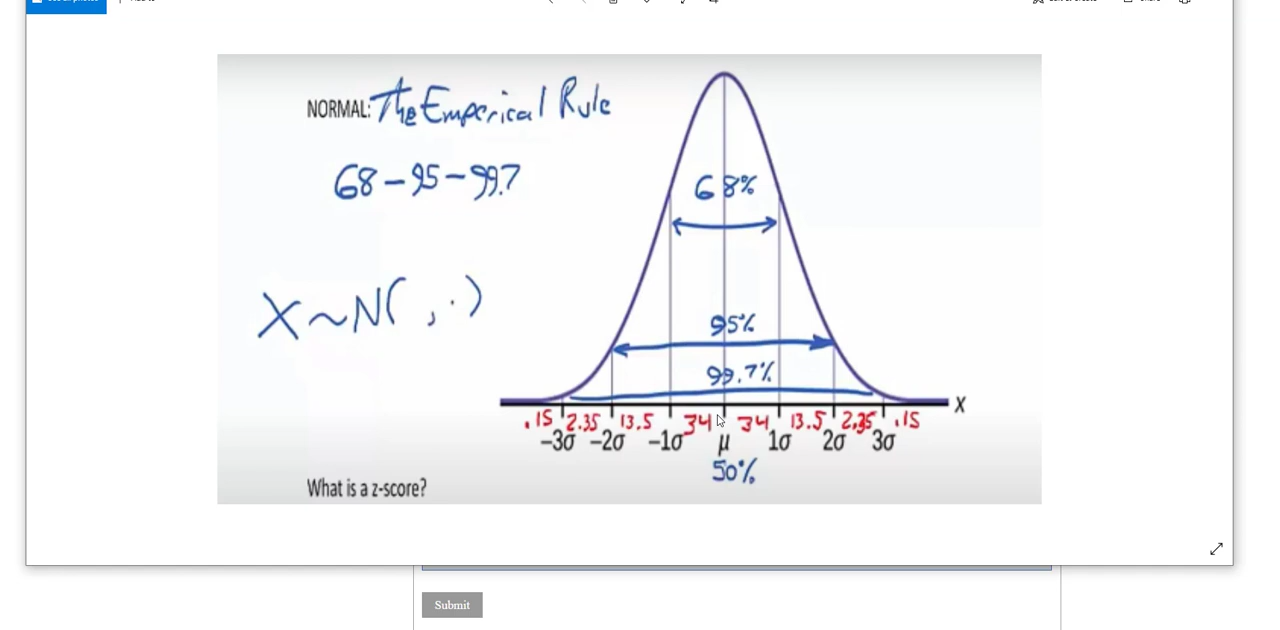 NORMAL: The Emperical Rule
68-95-99.7
68%
X~N( , . )
95%
99.7%
X
.15 2.35 13.5 34 34 13.5 2.35 .15
−3σ −2σ −1σ μ 1σ 2σ 3σ
50%
What is a z-score?
Submit